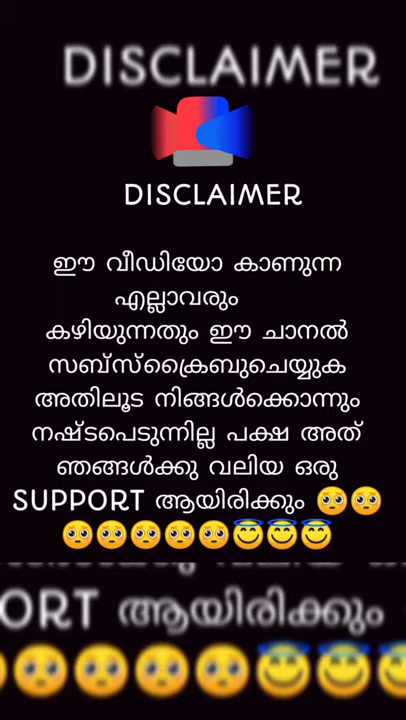 DISCLAIMER
DISCLAIMER
ഈ വീഡിയോ കാണുന്ന
എല്ലാവരും
കഴിയുന്നതും ഈ ചാനൽ
സബ്സ്ക്രൈബുചെയ്യുക
അതിലൂട നിങ്ങൾക്കൊന്നും
നഷ്ടപെടുന്നില്ല പക്ഷ അത്
ഞങ്ങൾക്കു വലിയ ഒരു
SUPPORT ആയിരിക്കും 🥺🥺
🥺🥺🥺🥺🥺😇😇😇
ORT ആയിരിക്കും